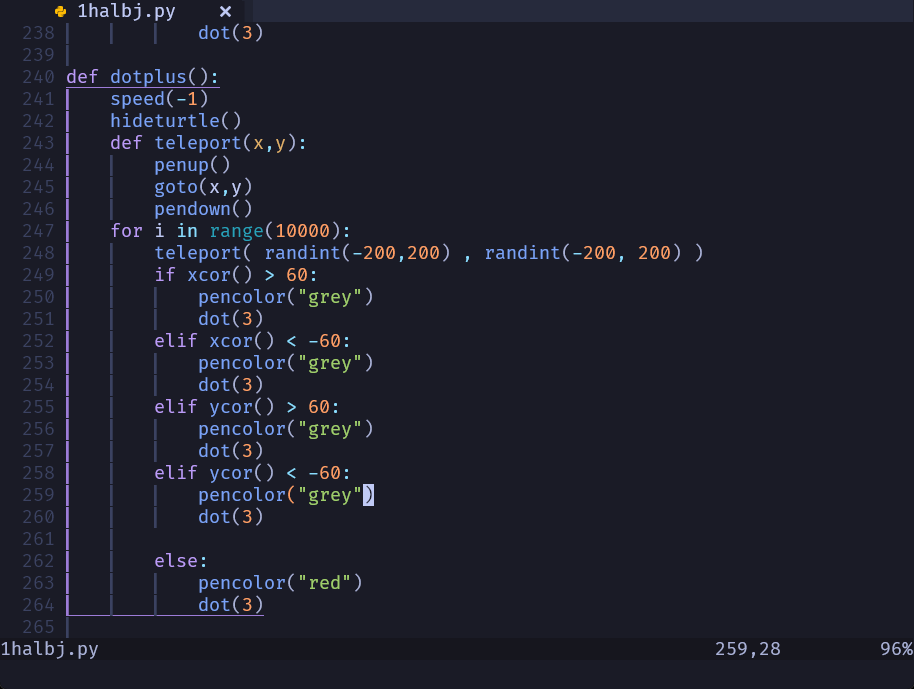 1halbj.py ×
238 dot(3)
239
240 def dotplus():
241 speed(-1)
242 hideturtle()
243 def teleport(x,y):
244 penup()
245 goto(x,y)
246 pendown()
247 for i in range(10000):
248 teleport( randint(-200,200) , randint(-200, 200) )
249 if xcor() > 60:
250 pencolor("grey")
251 dot(3)
252 elif xcor() < -60:
253 pencolor("grey")
254 dot(3)
255 elif ycor() > 60:
256 pencolor("grey")
257 dot(3)
258 elif ycor() < -60:
259 pencolor("grey")
260 dot(3)
261
262 else:
263 pencolor("red")
264 dot(3)
265
1halbj.py 259,28 96%